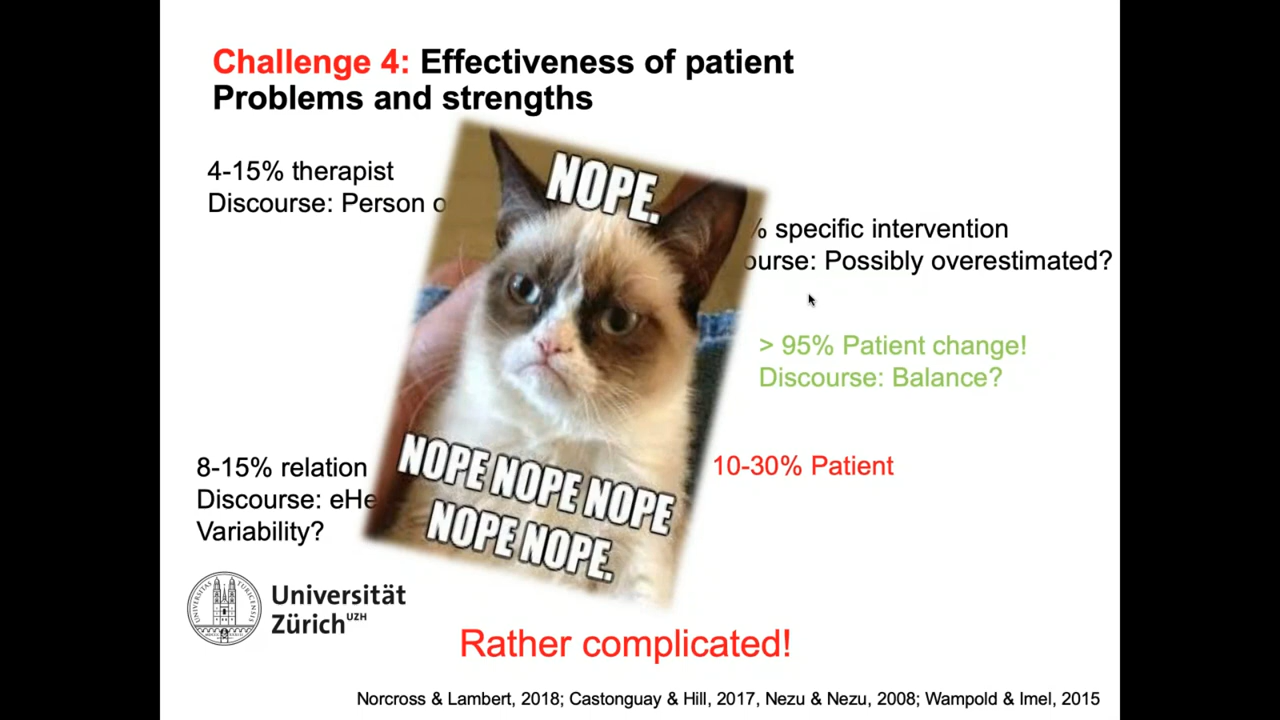 Challenge 4: Effectiveness of patient
Problems and strengths
4-15% therapist
Discourse: Person
NOPE.
% specific intervention
Possibly overestimated?
> 95% Patient change!
Discourse: Balance?
NOPE NOPE NOPE
NOPE NOPE.
8-15% relation
Discourse:
Variability?
10-30% Patient
Universität
Zürich UZH
Rather complicated!
Norcross & Lambert, 2018; Castonguay & Hill, 2017, Nezu & Nezu, 2008; Wampold & Imel, 2015